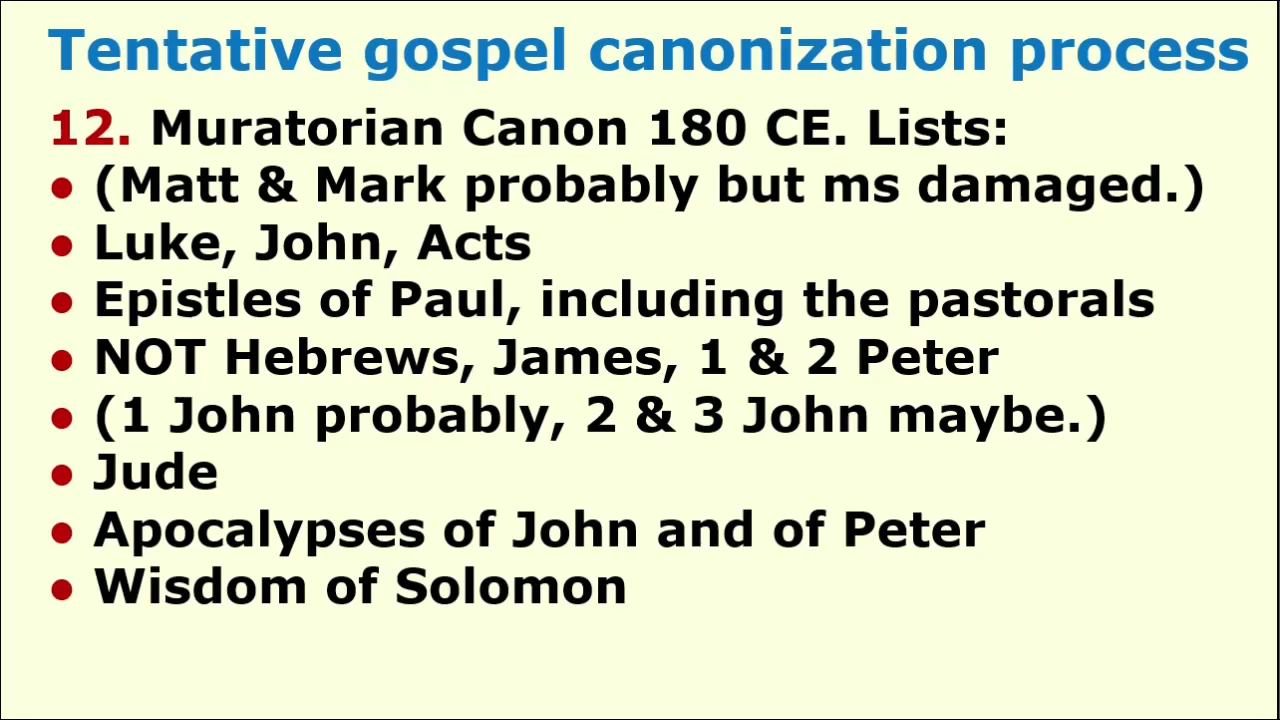 Tentative gospel canonization process
12. Muratorian Canon 180 CE. Lists:
● (Matt & Mark probably but ms damaged.)
● Luke, John, Acts
● Epistles of Paul, including the pastorals
● NOT Hebrews, James, 1 & 2 Peter
● (1 John probably, 2 & 3 John maybe.)
● Jude
● Apocalypses of John and of Peter
● Wisdom of Solomon